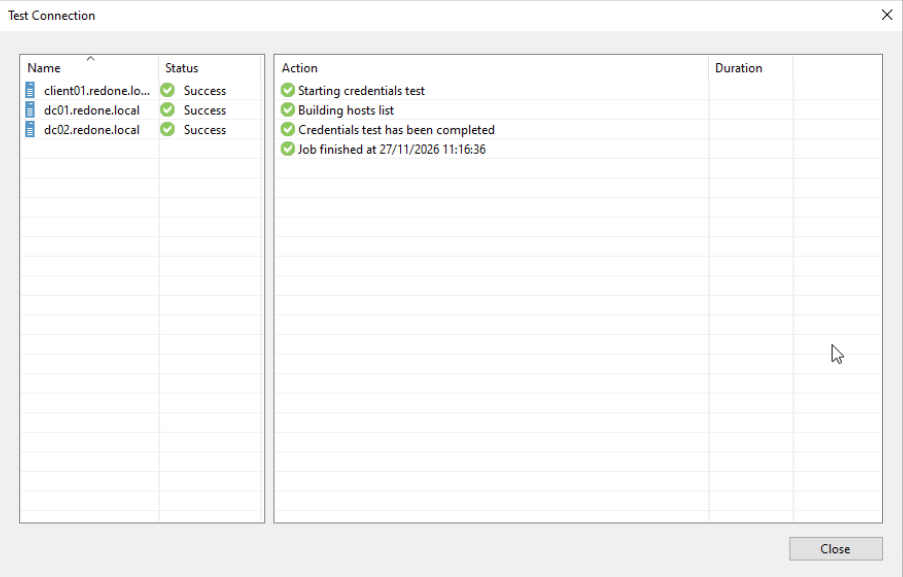 Test Connection
Name Status
client01.redone.lo... Success
dc01.redone.local Success
dc02.redone.local Success
Action Duration
Starting credentials test
Building hosts list
Credentials test has been completed
Job finished at 27/11/2026 11:16:36
Close